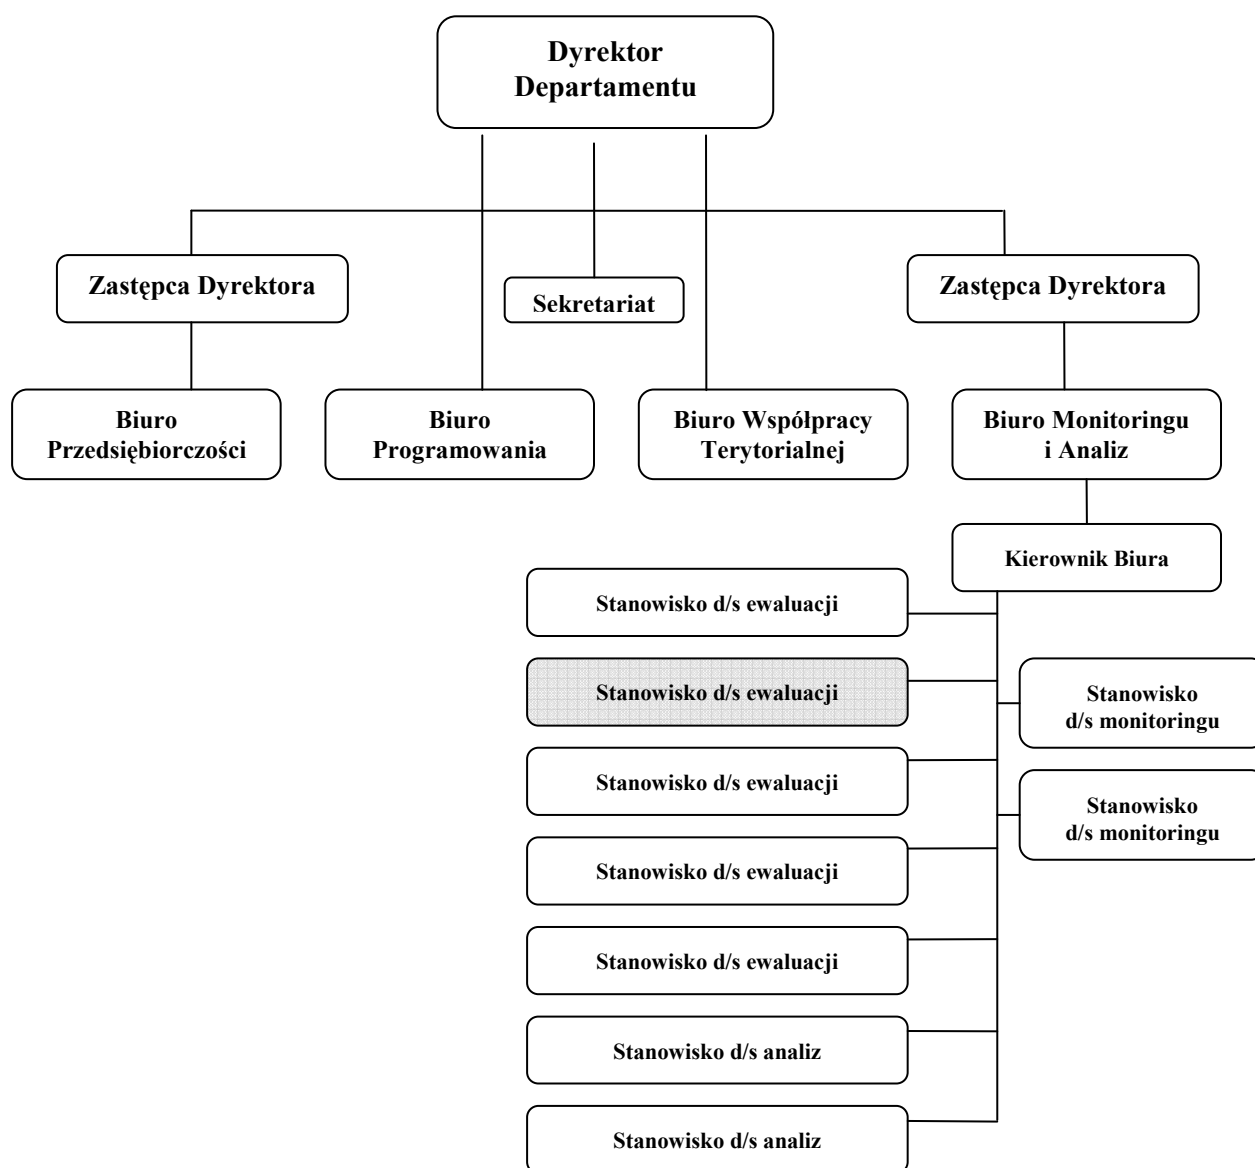 Dyrektor
Departamentu
Zastępca Dyrektora
Sekretariat
Zastępca Dyrektora
Biuro
Przedsiębiorczości
Biuro
Programowania
Biuro Współpracy
Terytorialnej
Biuro Monitoringu
i Analiz
Kierownik Biura
Stanowisko d/s ewaluacji
Stanowisko d/s ewaluacji
Stanowisko
d/s monitoringu
Stanowisko d/s ewaluacji
Stanowisko
d/s monitoringu
Stanowisko d/s ewaluacji
Stanowisko d/s ewaluacji
Stanowisko d/s analiz
Stanowisko d/s analiz